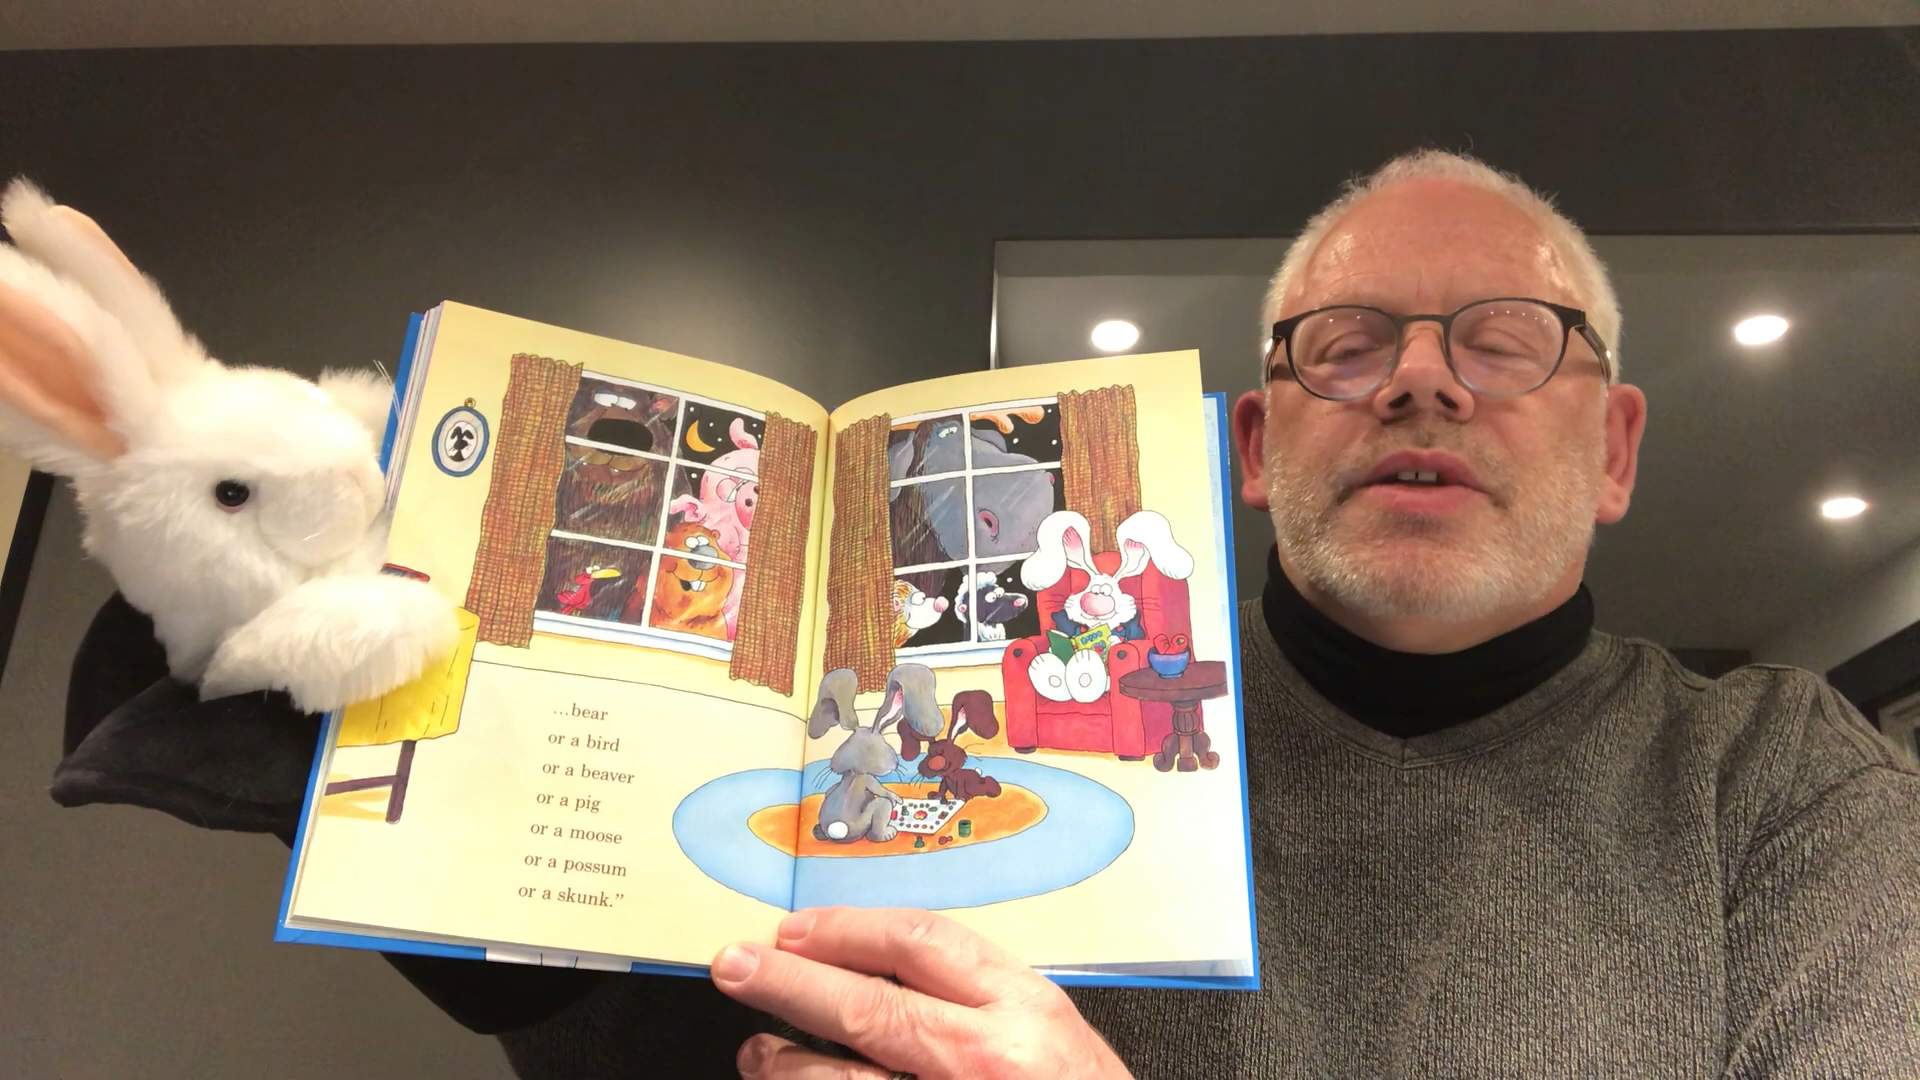 ...bear
or a bird
or a beaver
or a pig
or a moose
or a possum
or a skunk.”